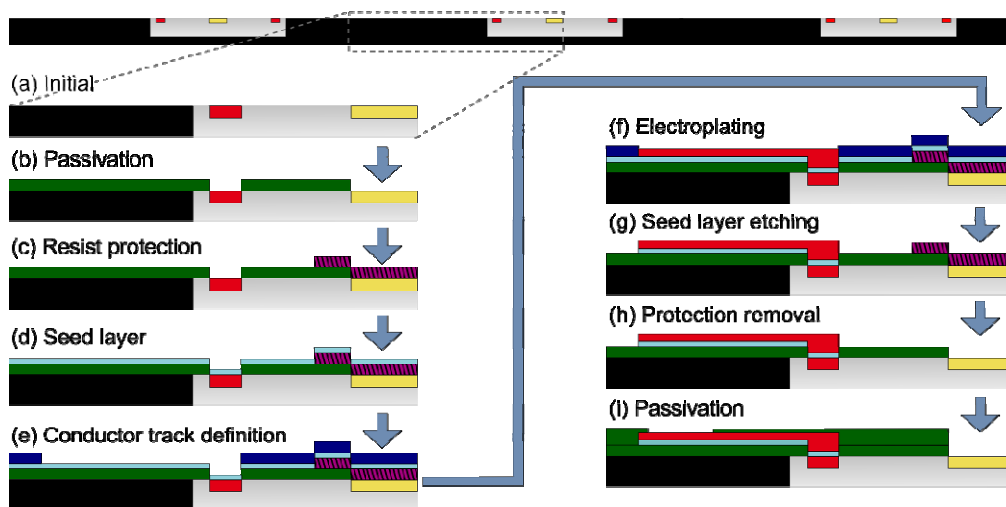 (a) Initial
(b) Passivation
(c) Resist protection
(d) Seed layer
(e) Conductor track definition
(f) Electroplating
(g) Seed layer etching
(h) Protection removal
(i) Passivation